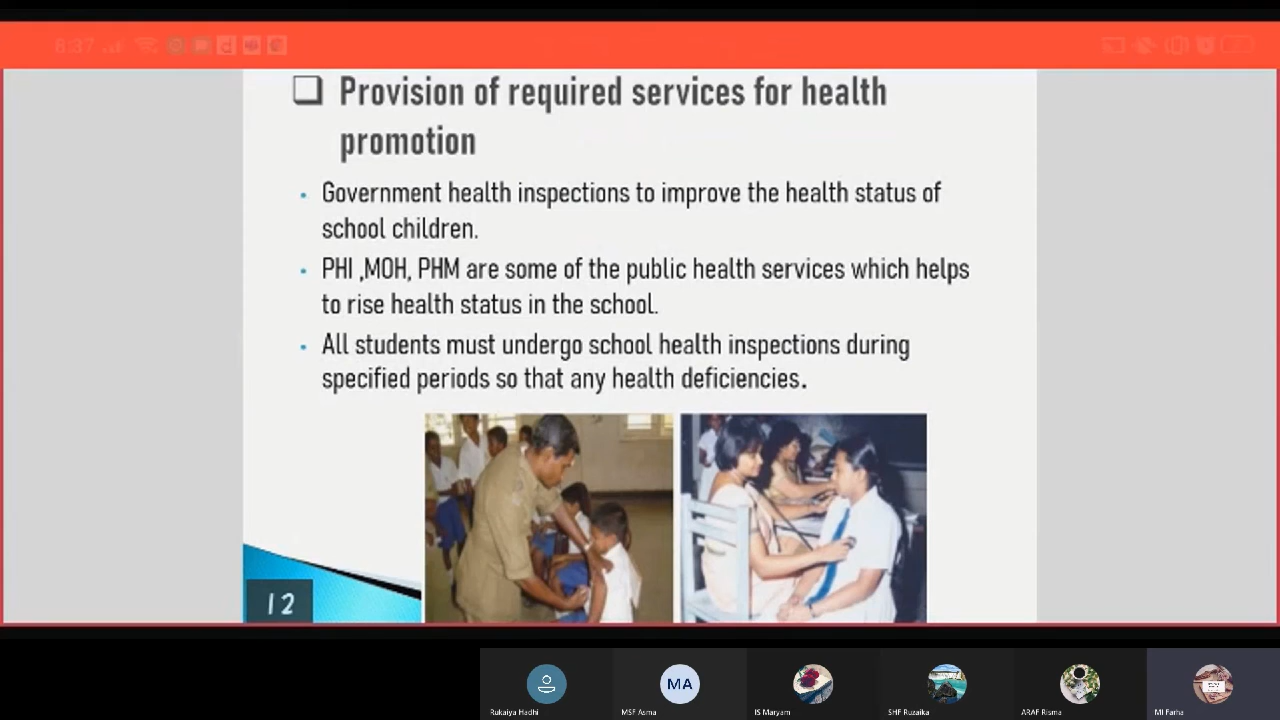 8:37
Provision of required services for health
promotion
Government health inspections to improve the health status of
school children.
PHI ,MOH, PHM are some of the public health services which helps
to rise health status in the school.
All students must undergo school health inspections during
specified periods so that any health deficiencies.
12
MA
Rukaiya Hadhi
MSF Asma
IS Maryam
SHF Ruzaika
ARAF Risma
MI Farha